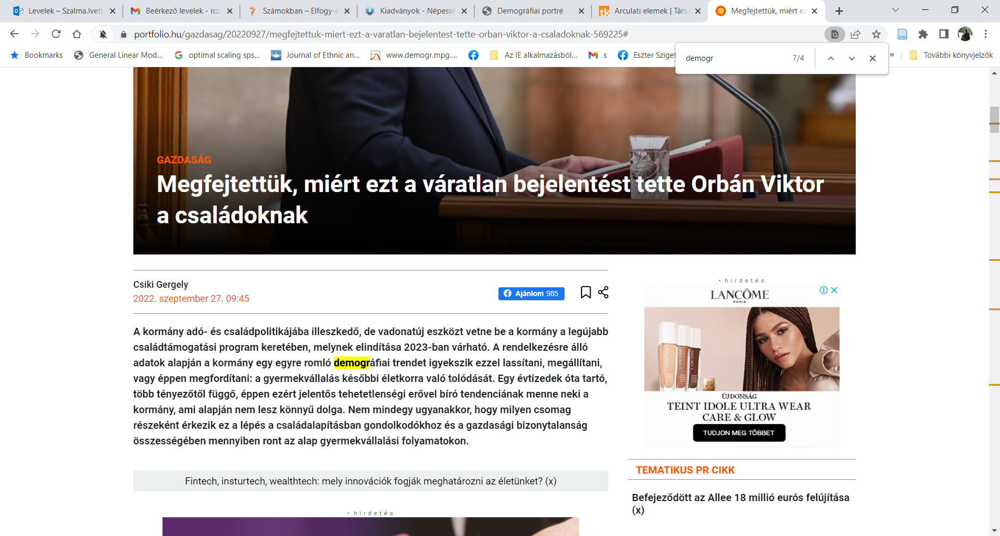 Levelek – Szalma.Ivett
Beérkező levelek - isza
Számokban – Elfogy-e
Kiadványok - Népessé
Demográfiai portré
Arculati elemek | Társa
Megfejtettük, miért ez
portfolio.hu/gazdasag/20220927/megfejtettuk-miert-ezt-a-varatlan-bejelentest-tette-orban-viktor-a-csaladoknak-569225#
Bookmarks
General Linear Mod...
optimal scaling sps...
Journal of Ethnic an...
www.demogr.mpg....
Az IE alkalmazásból...
s
Eszter Sziget
»
További könyvjelzők
demogr
7/4
GAZDASÁG
Megfejtettük, miért ezt a váratlan bejelentést tette Orbán Viktor
a családoknak
Csiki Gergely
2022. szeptember 27. 09:45
Ajánlom 985
A kormány adó- és családpolitikájába illeszkedő, de vadonatúj eszközt vetne be a kormány a legújabb
családtámogatási program keretében, melynek elindítása 2023-ban várható. A rendelkezésre álló
adatok alapján a kormány egy egyre romló demográfiai trendet igyekszik ezzel lassítani, megállítani,
vagy éppen megfordítani: a gyermekvállalás későbbi életkorra való tolódását. Egy évtizedek óta tartó,
több tényezőtől függő, éppen ezért jelentős tehetetlenségi erővel bíró tendenciának menne neki a
kormány, ami alapján nem lesz könnyű dolga. Nem mindegy ugyanakkor, hogy milyen csomag
részeként érkezik ez a lépés a családalapításban gondolkodókhoz és a gazdasági bizonytalanság
összességében mennyiben ront az alap gyermekvállalási folyamatokon.
Fintech, insturtech, wealthtech: mely innovációk fogják meghatározni az életünket? (x)
- hirdetés
- hirdetés
LANCÔME
PARIS
ÚJDONSÁG
TEINT IDOLE ULTRA WEAR
CARE & GLOW
TUDJON MEG TÖBBET
TEMATIKUS PR CIKK
Befejeződött az Allee 18 millió eurós felújítása
(x)